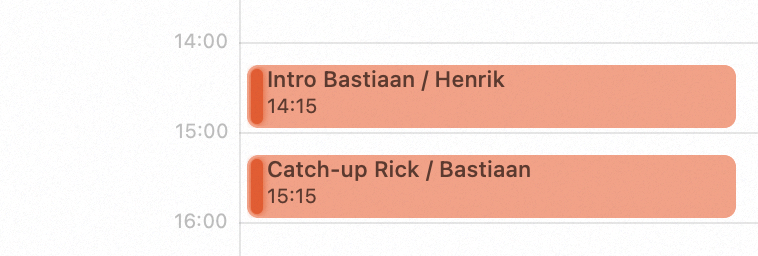 14:00
Intro Bastiaan / Henrik
14:15
15:00
Catch-up Rick / Bastiaan
15:15
16:00